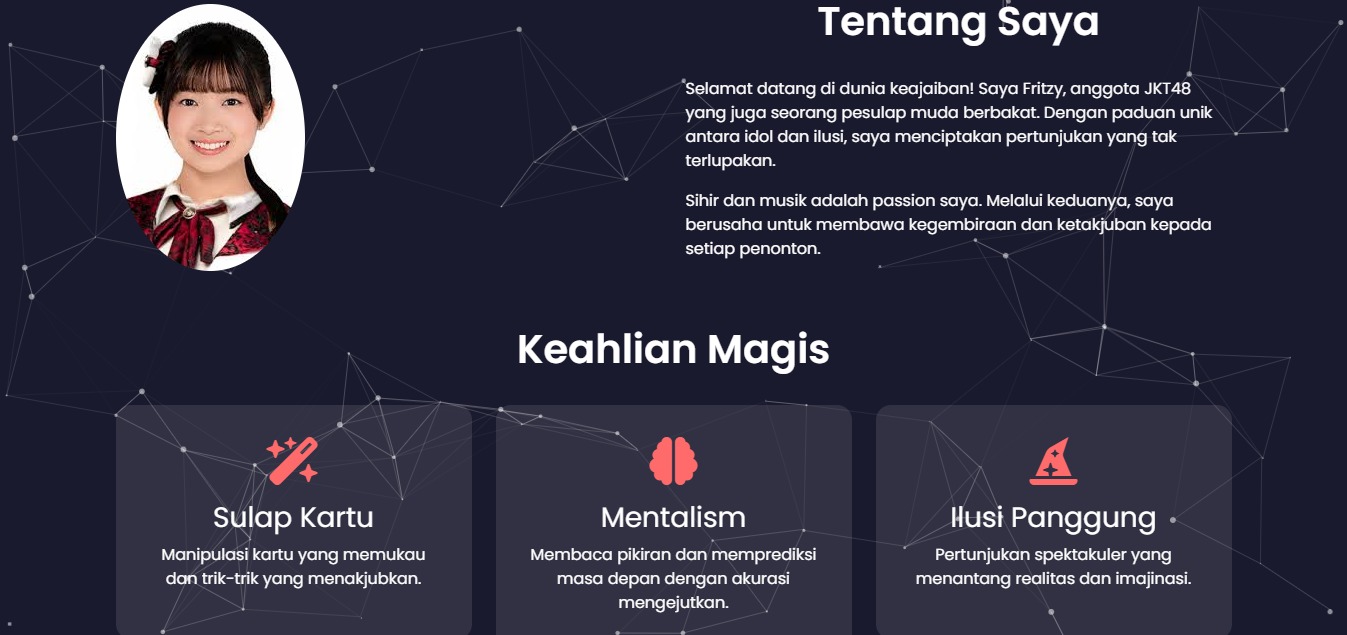 Tentang Saya
Selamat datang di dunia keajaiban! Saya Fritzy, anggota JKT48
yang juga seorang pesulap muda berbakat. Dengan paduan unik
antara idol dan ilusi, saya menciptakan pertunjukan yang tak
terlupakan.
Sihir dan musik adalah passion saya. Melalui keduanya, saya
berusaha untuk membawa kegembiraan dan ketakjuban kepada
setiap penonton.
Keahlian Magis
Sulap Kartu
Manipulasi kartu yang memukau
dan trik-trik yang menakjubkan.
Mentalism
Membaca pikiran dan memprediksi
masa depan dengan akurasi
mengejutkan.
Ilusi Panggung
Pertunjukan spektakuler yang
menantang realitas dan imajinasi.